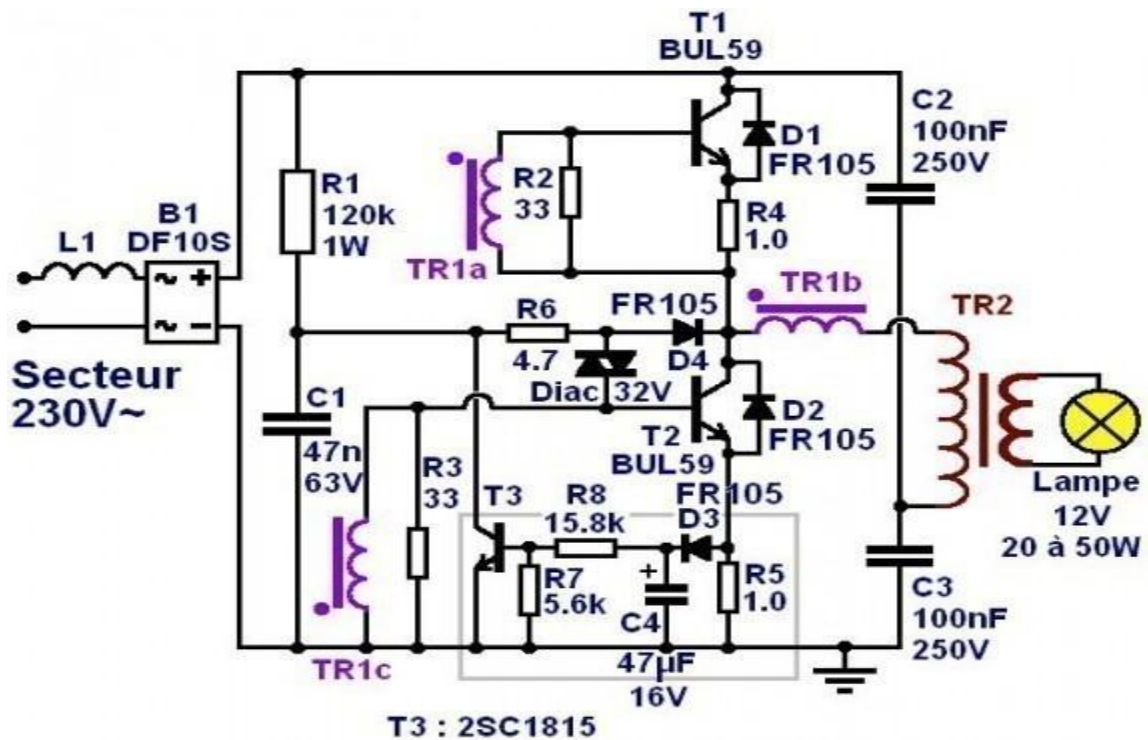 T1
BUL59
C2
100nF
250V
D1
FR105
R1
120k
1W
R2
33
R4
1.0
B1
DF10S
L1
TR1a
TR1b
FR105
TR2
R6
4.7
D4
Diac 32V
Secteur
230V~
C1
47n
63V
D2
FR105
T2
BUL59
R3
33
T3
R8
15.8k
FR105
D3
Lampe
12V
20 à 50W
R7
5.6k
+
C4
R5
1.0
C3
100nF
250V
TR1c
47µF
16V
T3 : 2SC1815
~ +
~ −